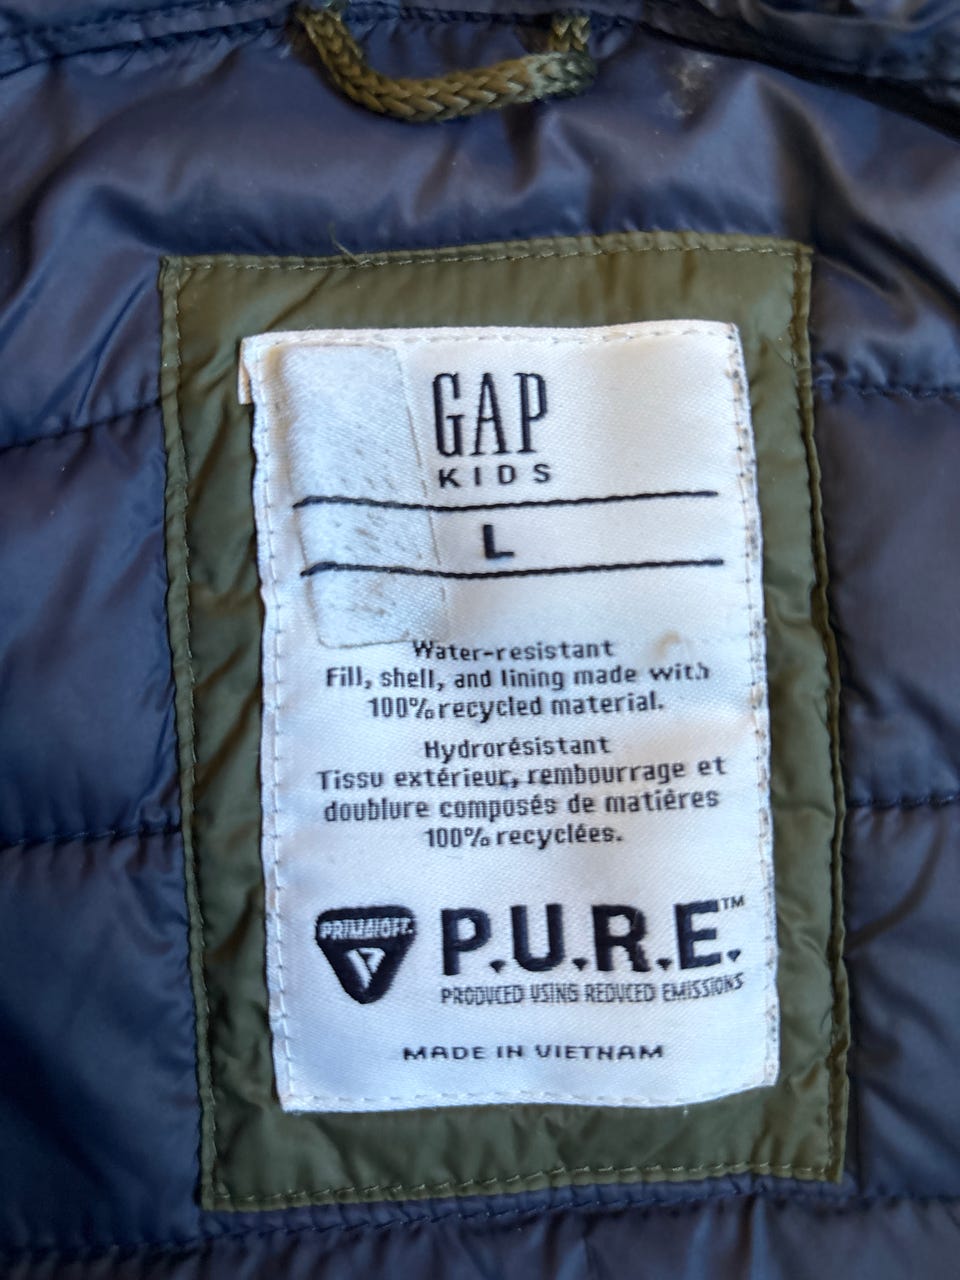 GAP
KIDS
L
Water-resistant
Fill, shell, and lining made with
100% recycled material.
Hydrorésistant
Tissu extérieur, rembourrage et
doublure composés de matières
100% recyclées.
PRIMALOFT
P.U.R.E.™
PRODUCED USING REDUCED EMISSIONS
MADE IN VIETNAM